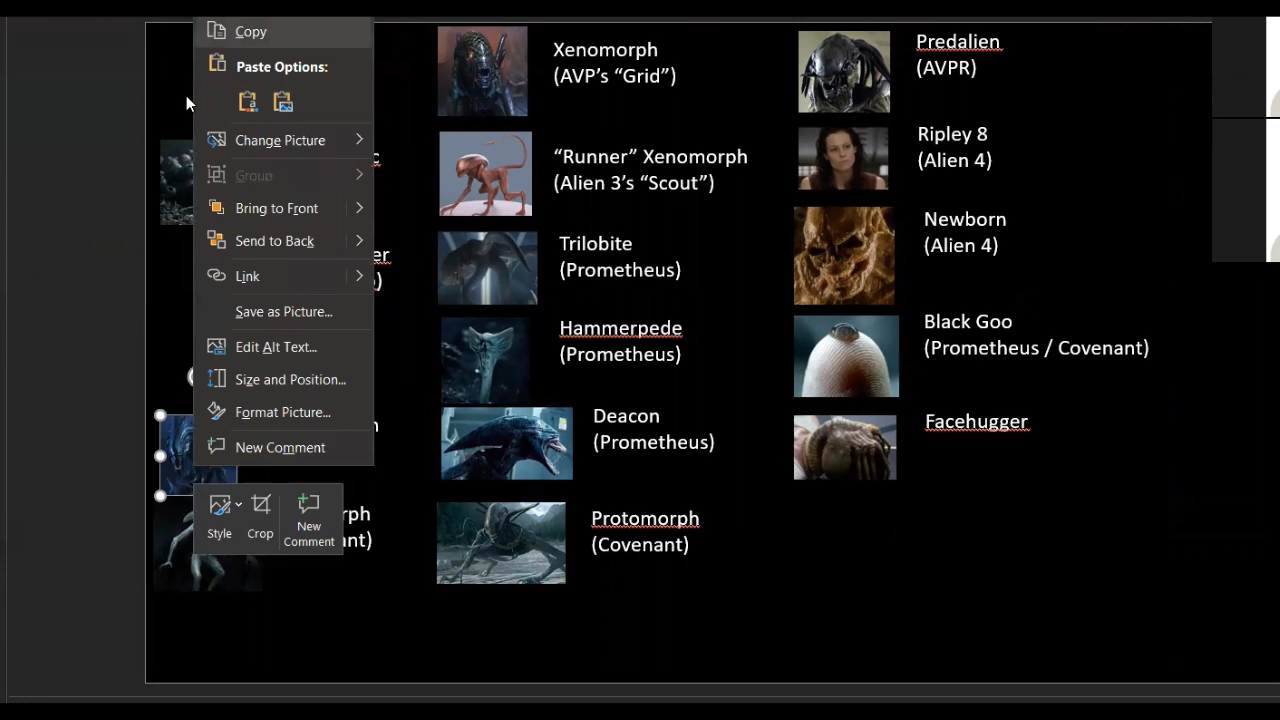 Copy
Paste Options:
Change Picture
Group
Bring to Front
Send to Back
Link
Save as Picture...
Edit Alt Text...
Size and Position...
Format Picture...
New Comment
Style
Crop
New
Comment
Xenomorph
(AVP’s “Grid”)
“Runner” Xenomorph
(Alien 3’s “Scout”)
Trilobite
(Prometheus)
Hammerpede
(Prometheus)
Deacon
(Prometheus)
Protomorph
(Covenant)
Predalien
(AVPR)
Ripley 8
(Alien 4)
Newborn
(Alien 4)
Black Goo
(Prometheus / Covenant)
Facehugger